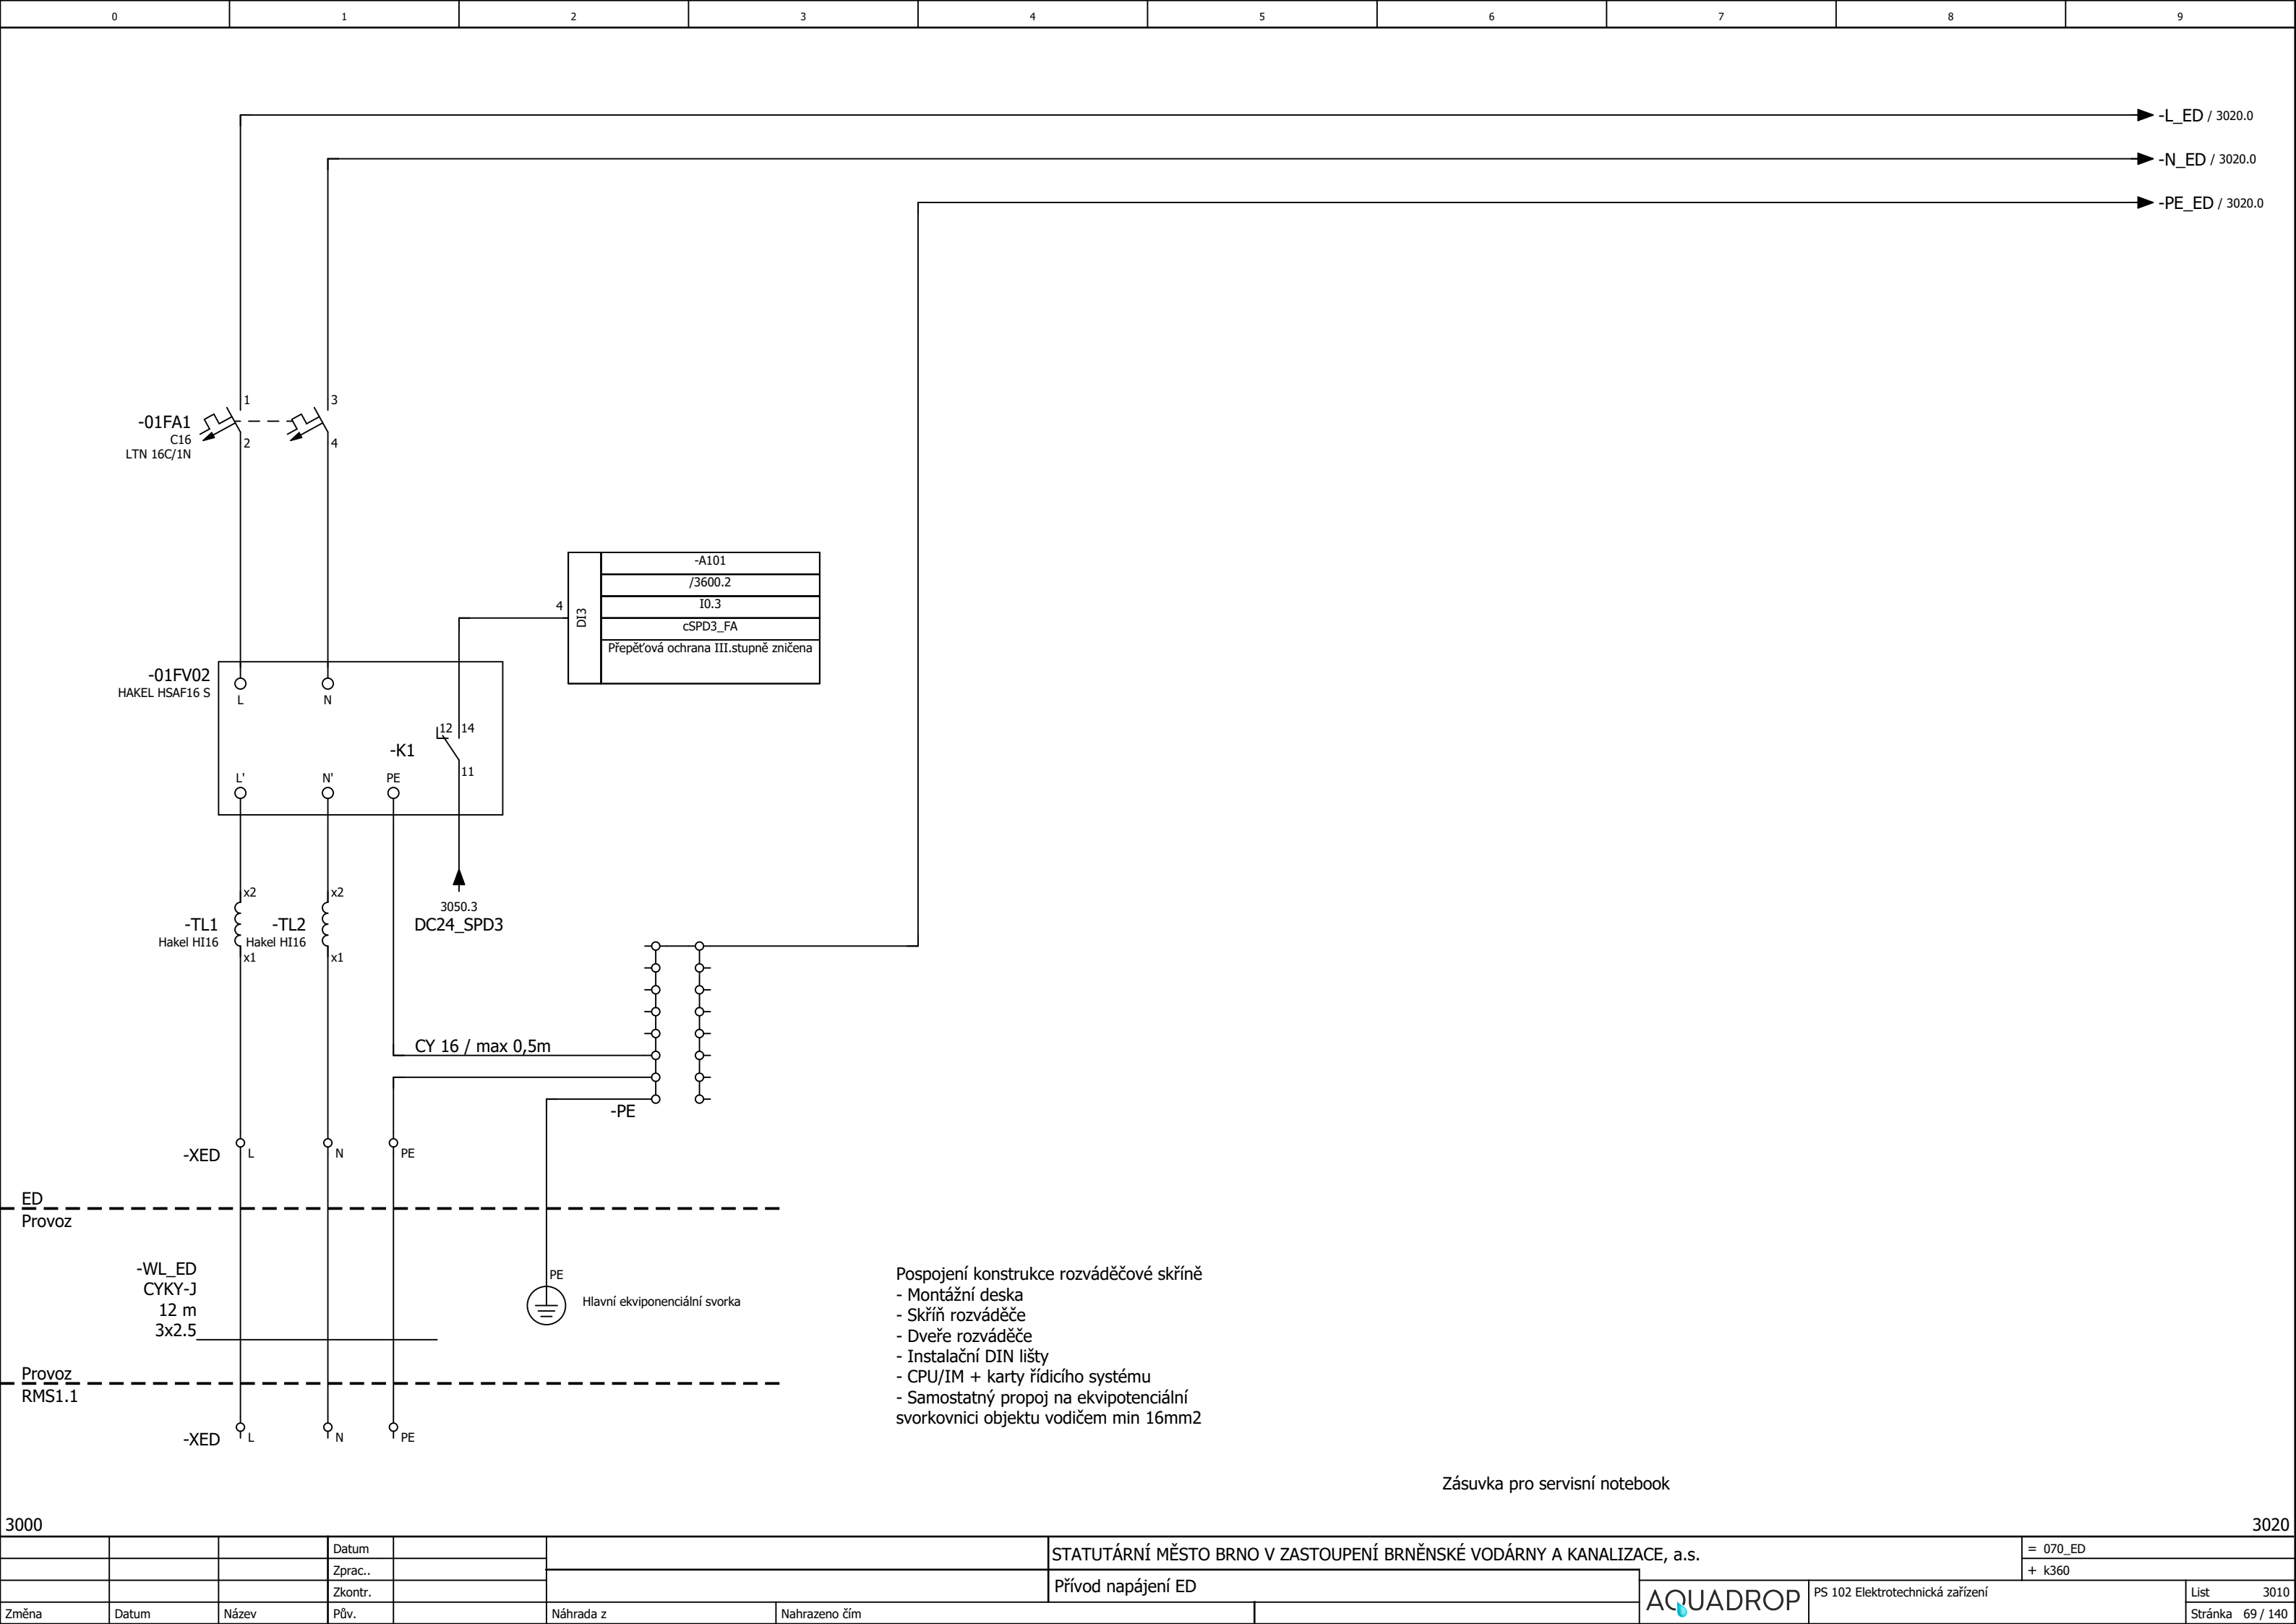 0 1 2 3 4 5 6 7 8 9
-L_ED / 3020.0
-N_ED / 3020.0
-PE_ED / 3020.0
1 3
-01FA1
C16
LTN 16C/1N
2 4
-A101
/3600.2
I0.3
cSPD3_FA
Přepěťová ochrana III.stupně zničena
4
DI3
-01FV02
HAKEL HSAF16 S
L N
12 14
-K1
11
L' N' PE
x2 x2
3050.3
DC24_SPD3
-TL1
Hakel HI16
-TL2
Hakel HI16
x1 x1
CY 16 / max 0,5m
-PE
-XED L N PE
ED
Provoz
-WL_ED
CYKY-J
12 m
3x2.5
PE
Hlavní ekviponenciální svorka
Provoz
RMS1.1
-XED L N PE
Pospojení konstrukce rozváděčové skříně
- Montážní deska
- Skříň rozváděče
- Dveře rozváděče
- Instalační DIN lišty
- CPU/IM + karty řídicího systému
- Samostatný propoj na ekvipotenciální
svorkovnici objektu vodičem min 16mm2
Zásuvka pro servisní notebook
3000 3020
Datum
Zprac..
Zkontr.
Změna Datum Název Pův. Náhrada z Nahrazeno čím
STATUTÁRNÍ MĚSTO BRNO V ZASTOUPENÍ BRNĚNSKÉ VODÁRNY A KANALIZACE, a.s.
Přívod napájení ED
AQUADROP
PS 102 Elektrotechnická zařízení
= 070_ED
+ k360
List 3010
Stránka 69 / 140